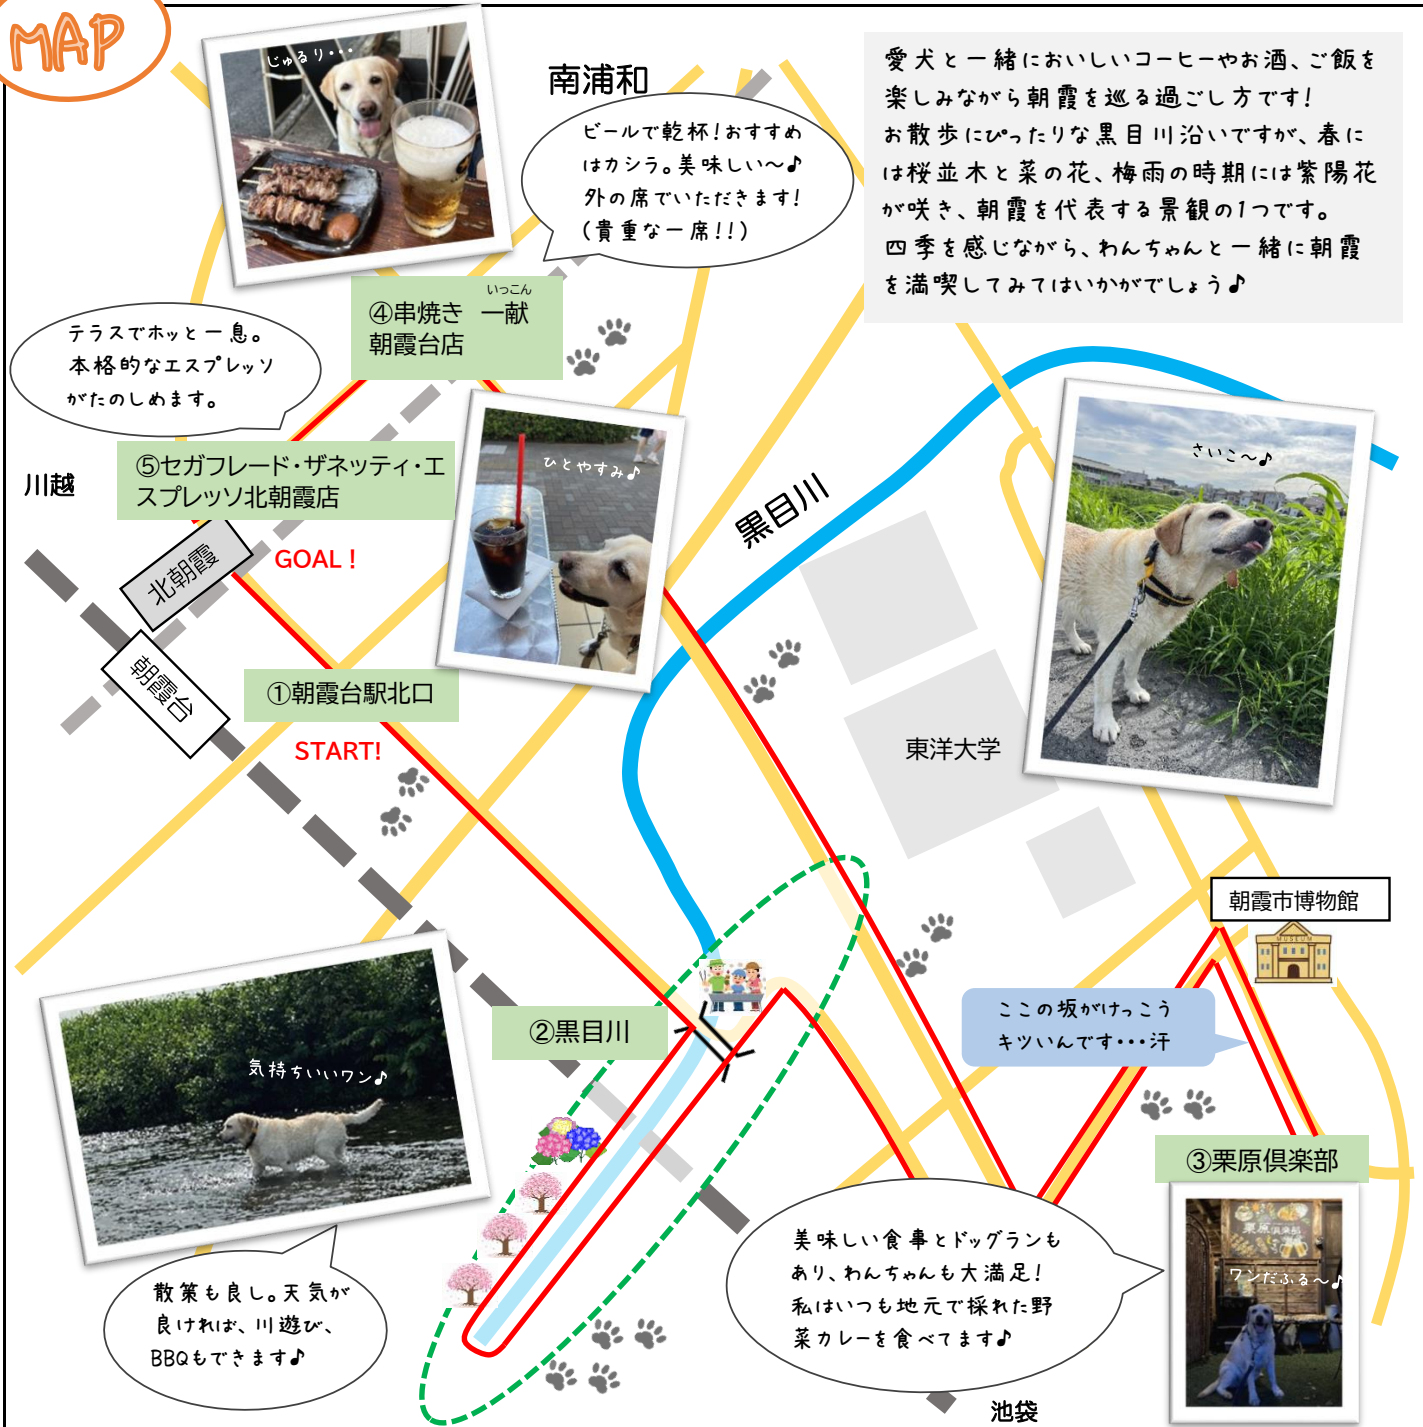 MAP
じゅるり・・・
南浦和
ビールで乾杯！おすすめ
はカシラ。美味しい～♪
外の席でいただきます！
(貴重な一席！！)
愛犬と一緒においしいコーヒーやお酒、ご飯を
楽しみながら朝霞を巡る過ごし方です！
お散歩にぴったりな黒目川沿いですが、春に
は桜並木と菜の花、梅雨の時期には紫陽花
が咲き、朝霞を代表する景観の1つです。
四季を感じながら、わんちゃんと一緒に朝霞
を満喫してみてはいかがでしょう♪
いっこん
④串焼き 一献
朝霞台店
テラスでホッと一息。
本格的なエスプレッソ
がたのしめます。
⑤セガフレード・ザネッティ・エ
スプレッソ北朝霞店
川越
ひとやすみ♪
さいこ～♪
黒目川
GOAL！
北朝霞
朝霞台
①朝霞台駅北口
START!
東洋大学
朝霞市博物館
MUSEUM
ここの坂がけっこう
キツいんです・・・汗
②黒目川
気持ちいいワン♪
③栗原倶楽部
栗原倶楽部
ワンだふる～♪
美味しい食事とドッグランも
あり、わんちゃんも大満足！
私はいつも地元で採れた野
菜カレーを食べてます♪
散策も良し。天気が
良ければ、川遊び、
BBQもできます♪
池袋